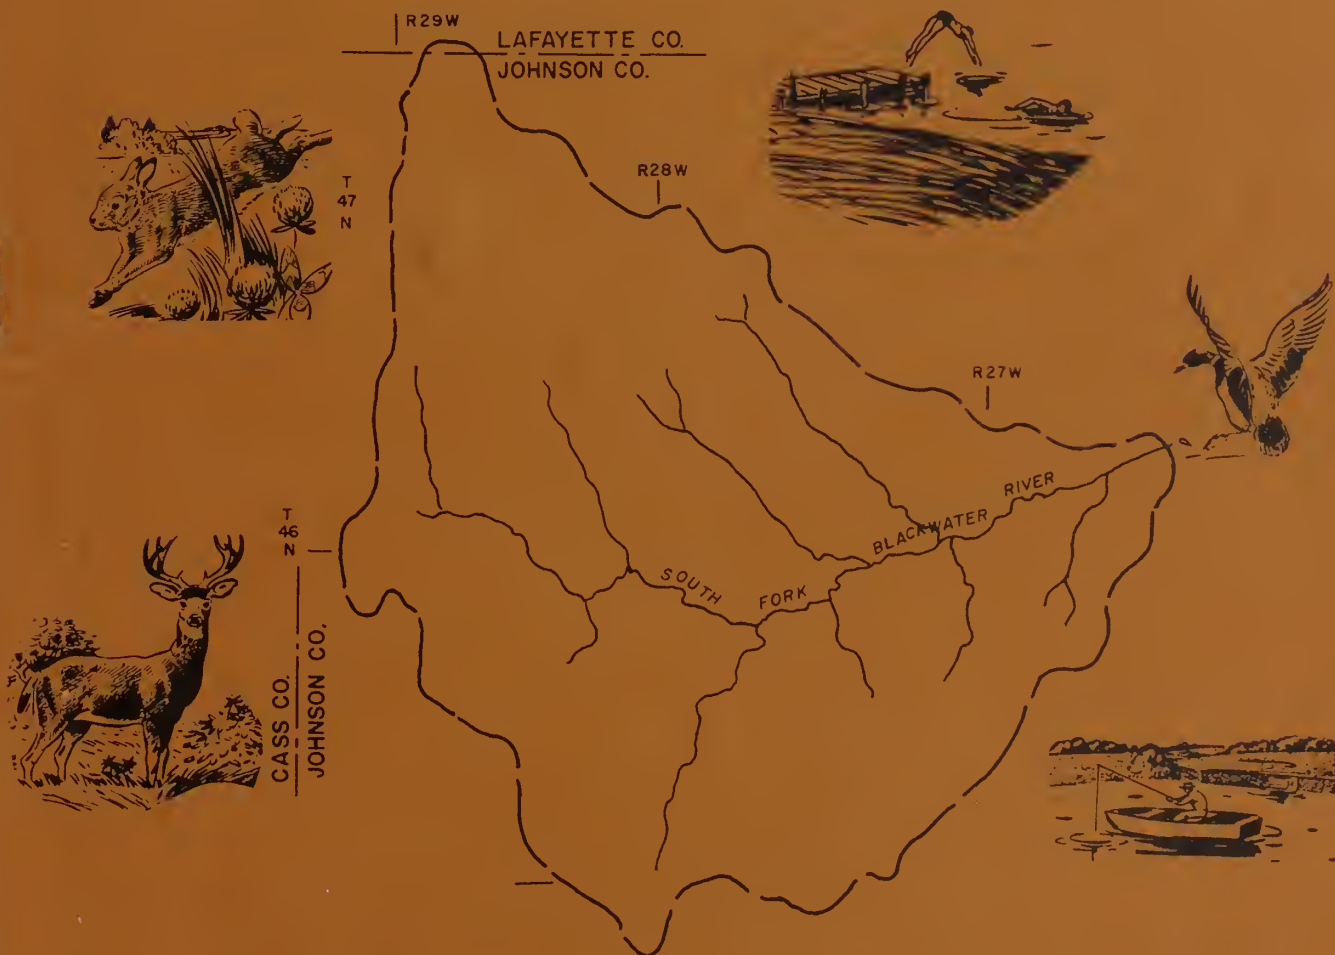 R29W
LAFAYETTE CO.
JOHNSON CO.
R28W
T
47
N
R27W
T
46
N
CASS CO.
JOHNSON CO.
SOUTH FORK BLACKWATER RIVER